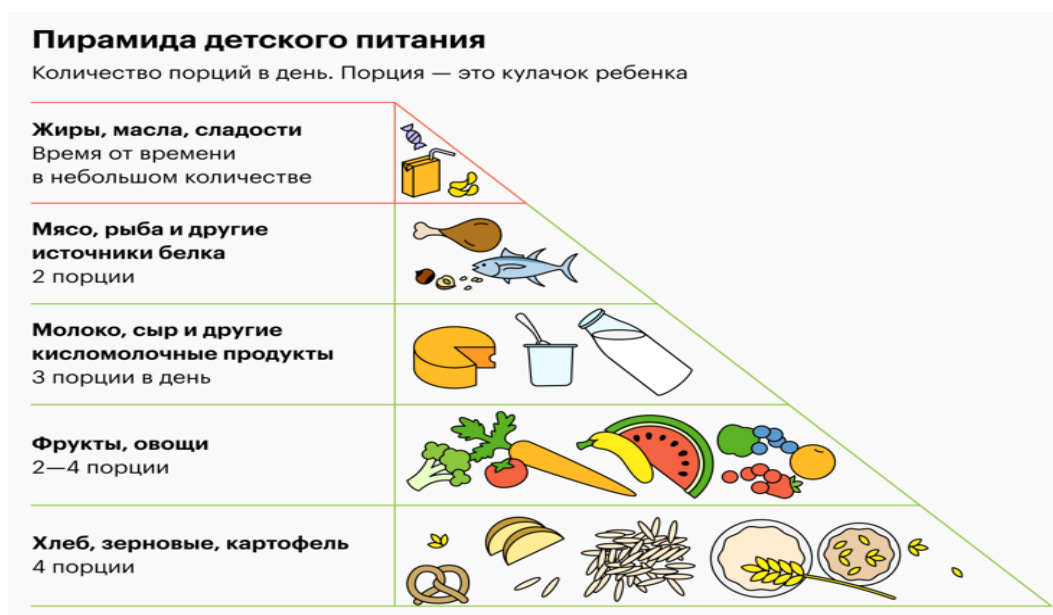 Пирамида детского питания
Количество порций в день. Порция — это кулачок ребенка
Жиры, масла, сладости
Время от времени
в небольшом количестве
Мясо, рыба и другие
источники белка
2 порции
Молоко, сыр и другие
кисломолочные продукты
3 порции в день
Фрукты, овощи
2—4 порции
Хлеб, зерновые, картофель
4 порции